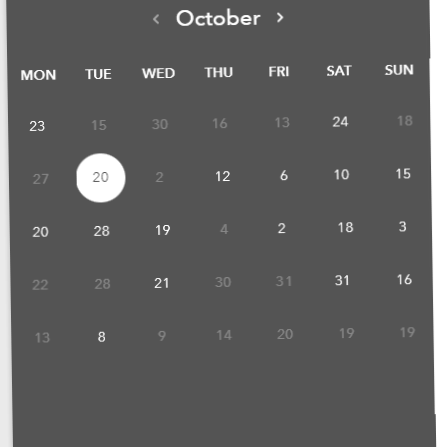 ‹ October ›
MON TUE WED THU FRI SAT SUN
23 15 30 16 13 24 18
27 20 2 12 6 10 15
20 28 19 4 2 18 3
22 28 21 30 31 31 16
13 8 9 14 20 19 19